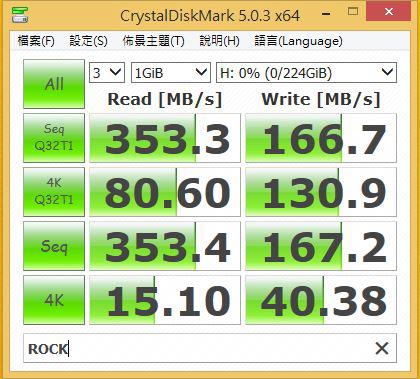 CrystalDiskMark 5.0.3 x64
檔案(F) 設定(S) 佈景主題(T) 說明(H) 語言(Language)
All 3 1GiB H: 0% (0/224GiB)
Read [MB/s] Write [MB/s]
Seq Q32T1 353.3 166.7
4K Q32T1 80.60 130.9
Seq 353.4 167.2
4K 15.10 40.38
ROCK